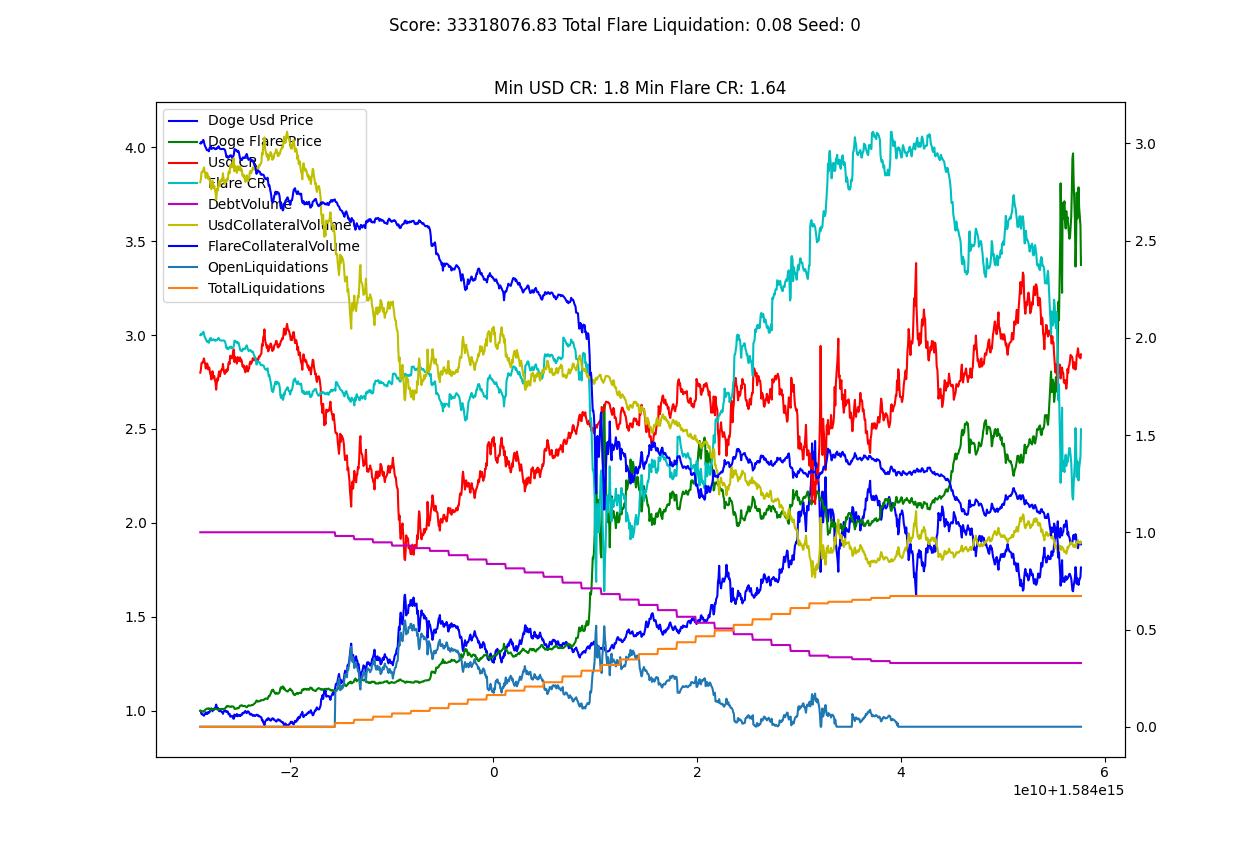 Score: 33318076.83 Total Flare Liquidation: 0.08 Seed: 0
Min USD CR: 1.8 Min Flare CR: 1.64
Doge Usd Price
Doge Flare Price
Usd CR
Flare CR
DebtVolume
UsdCollateralVolume
FlareCollateralVolume
OpenLiquidations
TotalLiquidations
4.0
3.5
3.0
2.5
2.0
1.5
1.0
3.0
2.5
2.0
1.5
1.0
0.5
0.0
−2
0
2
4
6
1e10+1.584e15